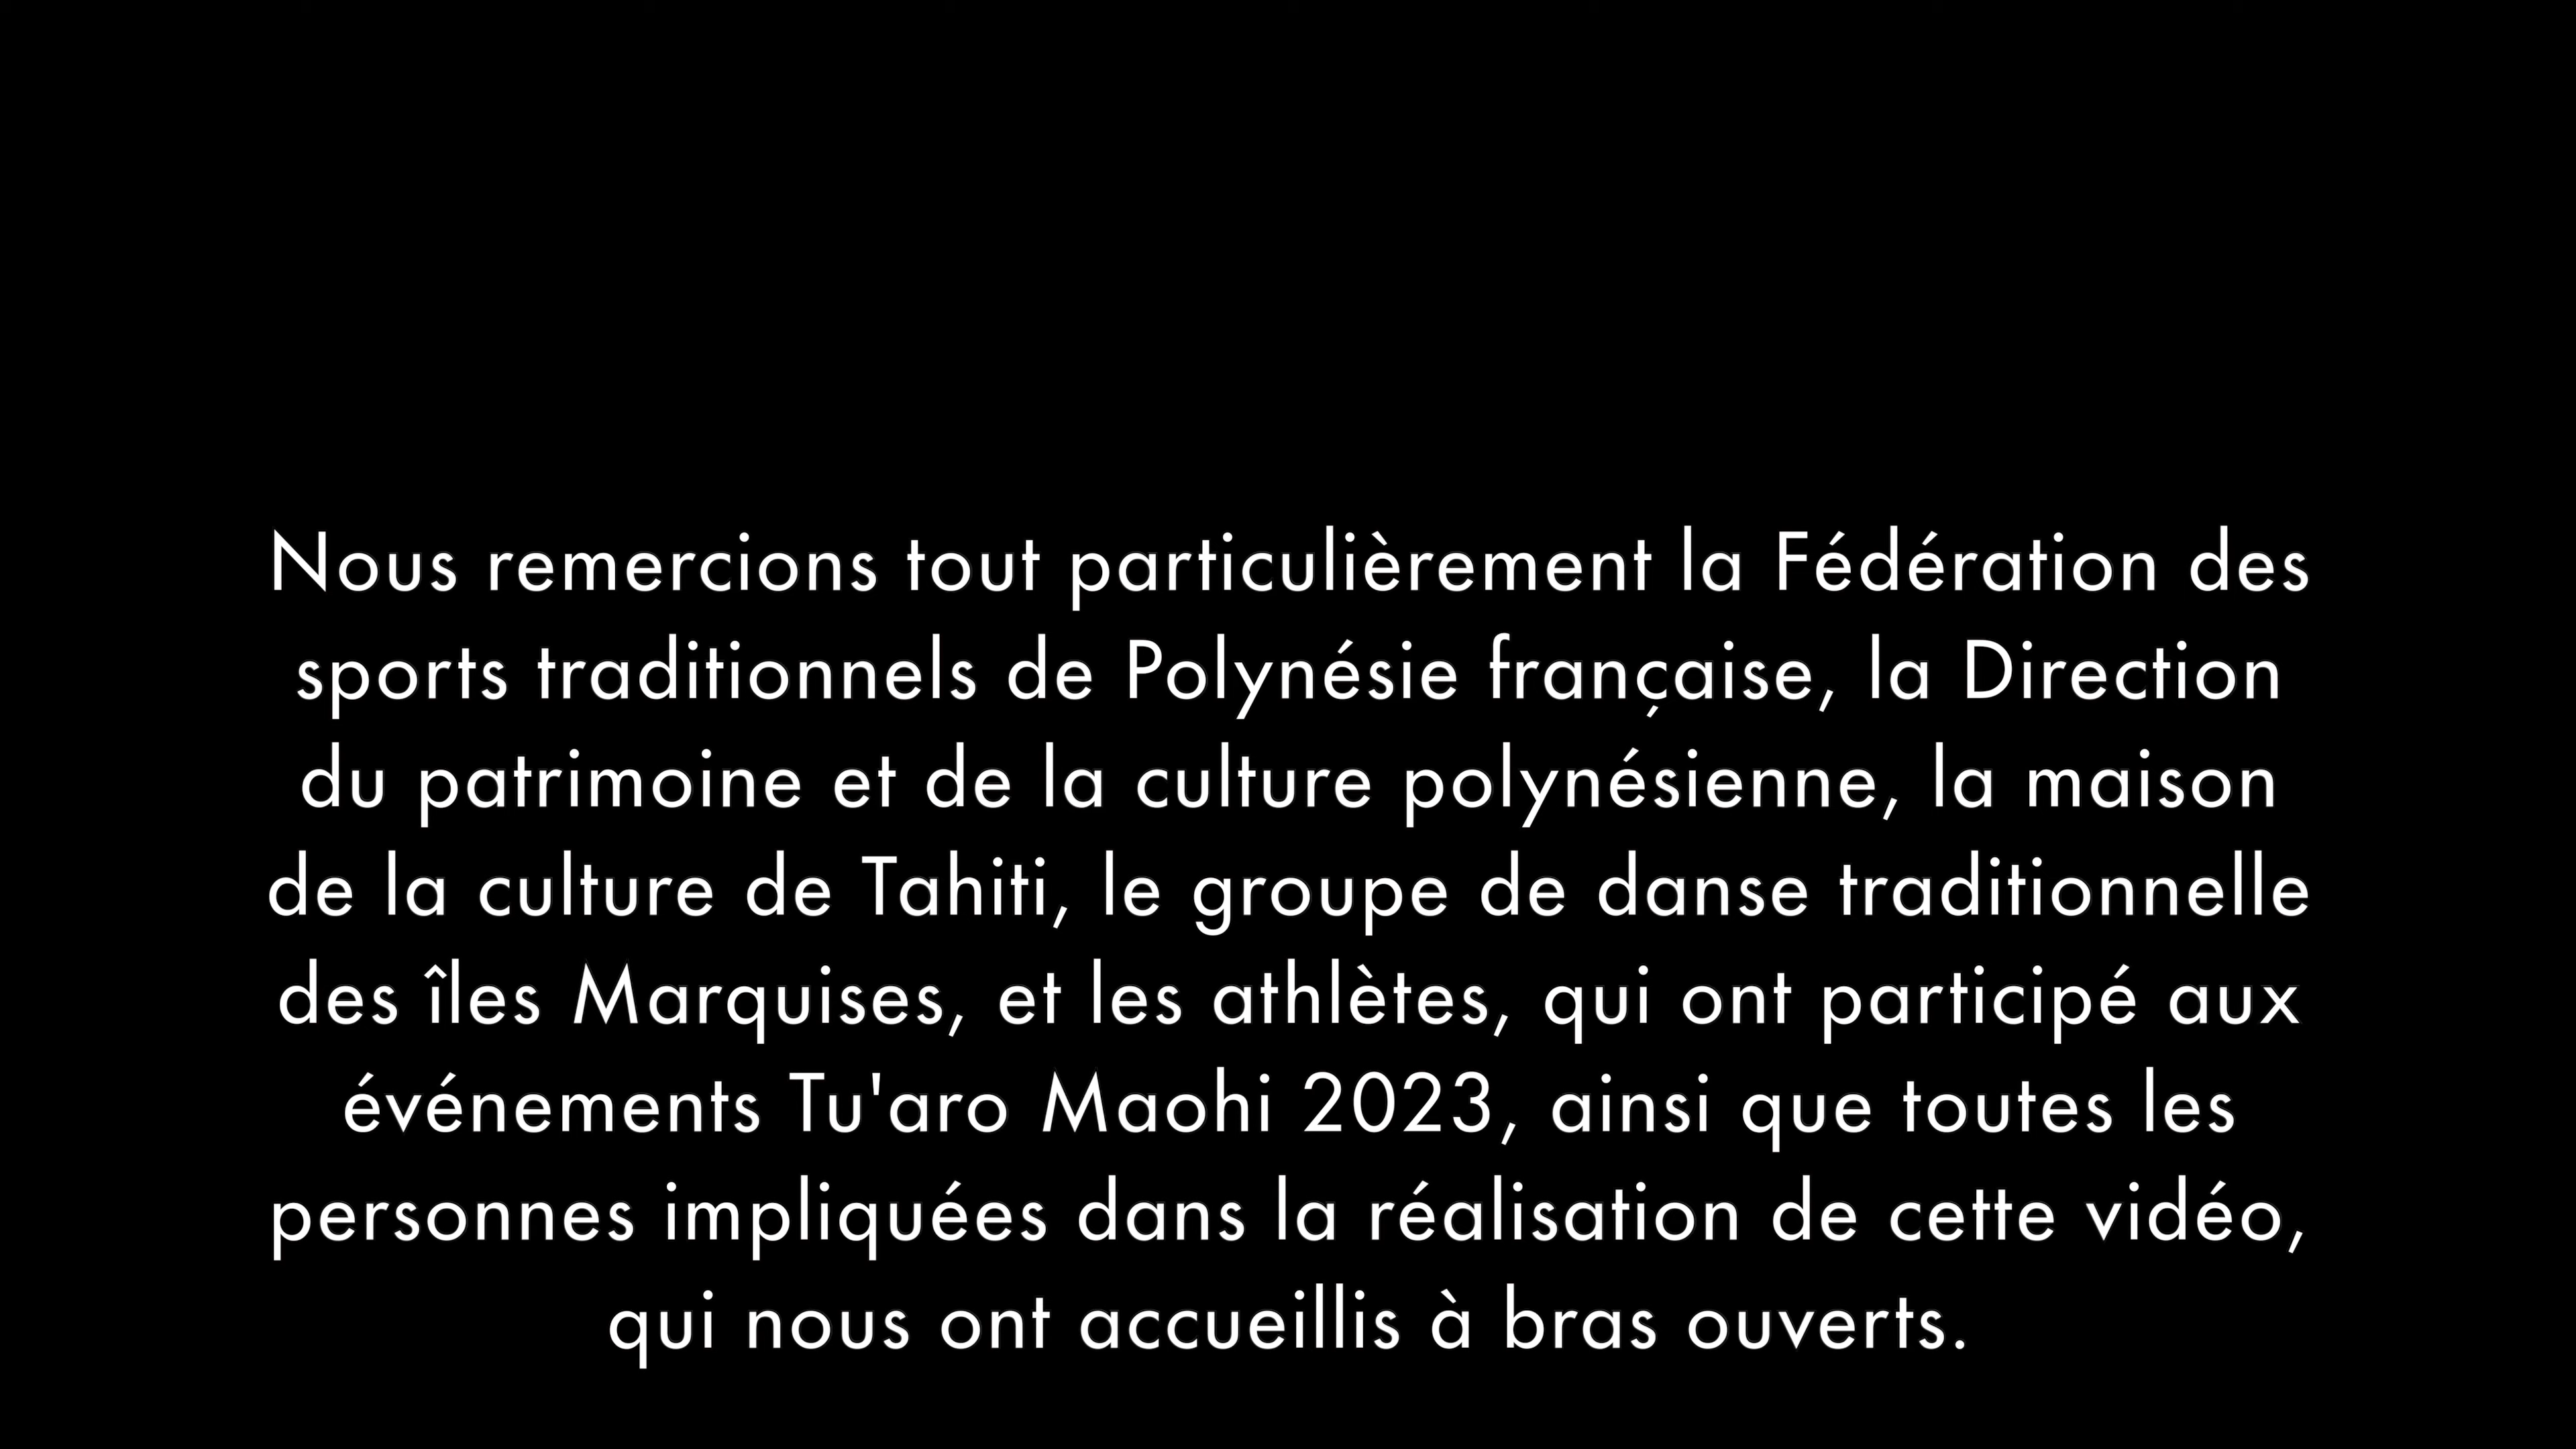 Nous remercions tout particulièrement la Fédération des
sports traditionnels de Polynésie française, la Direction
du patrimoine et de la culture polynésienne, la maison
de la culture de Tahiti, le groupe de danse traditionnelle
des îles Marquises, et les athlètes, qui ont participé aux
événements Tu'aro Maohi 2023, ainsi que toutes les
personnes impliquées dans la réalisation de cette vidéo,
qui nous ont accueillis à bras ouverts.